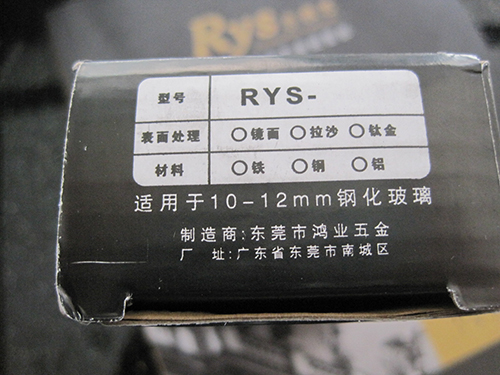 Rys
型号 RYS-
表面处理 ○镜面 ○拉沙 ○钛金
材料 ○铁 ○铜 ○铝
适用于10-12mm钢化玻璃
制造商:东莞市鸿业五金
厂 址:广东省东莞市南城区